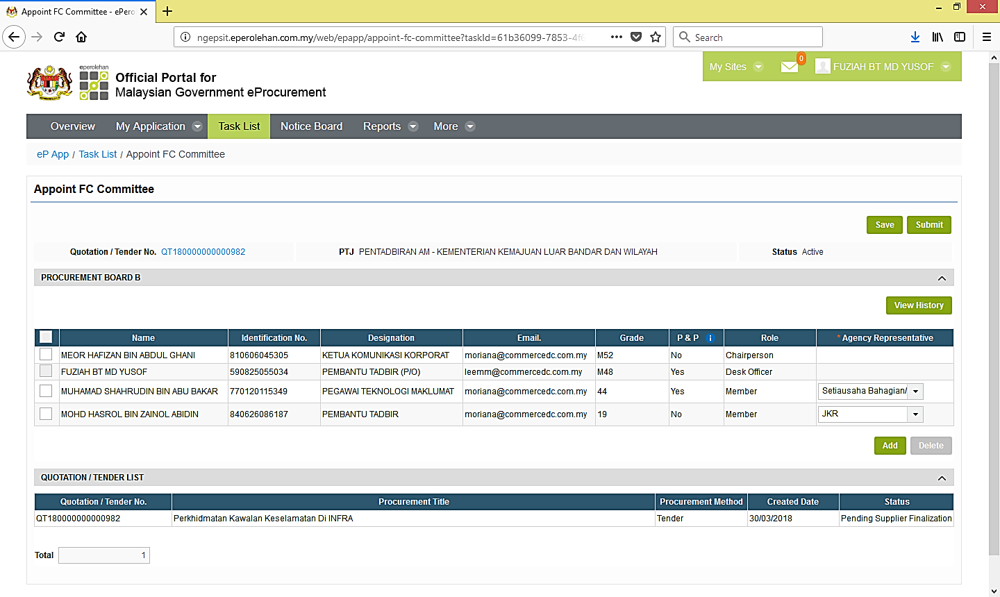 Appoint FC Committee - ePero
ngepsit.eperolehan.com.my/web/epapp/appoint-fc-committee?taskId=61b36099-7853-4f6
Search
eperolehan
Official Portal for
Malaysian Government eProcurement
My Sites
0
FUZIAH BT MD YUSOF
Overview My Application Task List Notice Board Reports More
eP App / Task List / Appoint FC Committee
Appoint FC Committee
Save Submit
Quotation / Tender No. QT180000000000982 PTJ PENTADBIRAN AM - KEMENTERIAN KEMAJUAN LUAR BANDAR DAN WILAYAH Status Active
PROCUREMENT BOARD B
View History
Name Identification No. Designation Email. Grade P & P i Role * Agency Representative
MEOR HAFIZAN BIN ABDUL GHANI 810606045305 KETUA KOMUNIKASI KORPORAT moriana@commercedc.com.my M52 No Chairperson
FUZIAH BT MD YUSOF 590825055034 PEMBANTU TADBIR (P/O) leemm@commercedc.com.my M48 Yes Desk Officer
MUHAMAD SHAHRUDIN BIN ABU BAKAR 770120115349 PEGAWAI TEKNOLOGI MAKLUMAT moriana@commercedc.com.my 44 Yes Member Setiausaha Bahagian/
MOHD HASROL BIN ZAINOL ABIDIN 840626086187 PEMBANTU TADBIR moriana@commercedc.com.my 19 No Member JKR
Add Delete
QUOTATION / TENDER LIST
Quotation / Tender No. Procurement Title Procurement Method Created Date Status
QT180000000000982 Perkhidmatan Kawalan Keselamatan Di INFRA Tender 30/03/2018 Pending Supplier Finalization
Total 1